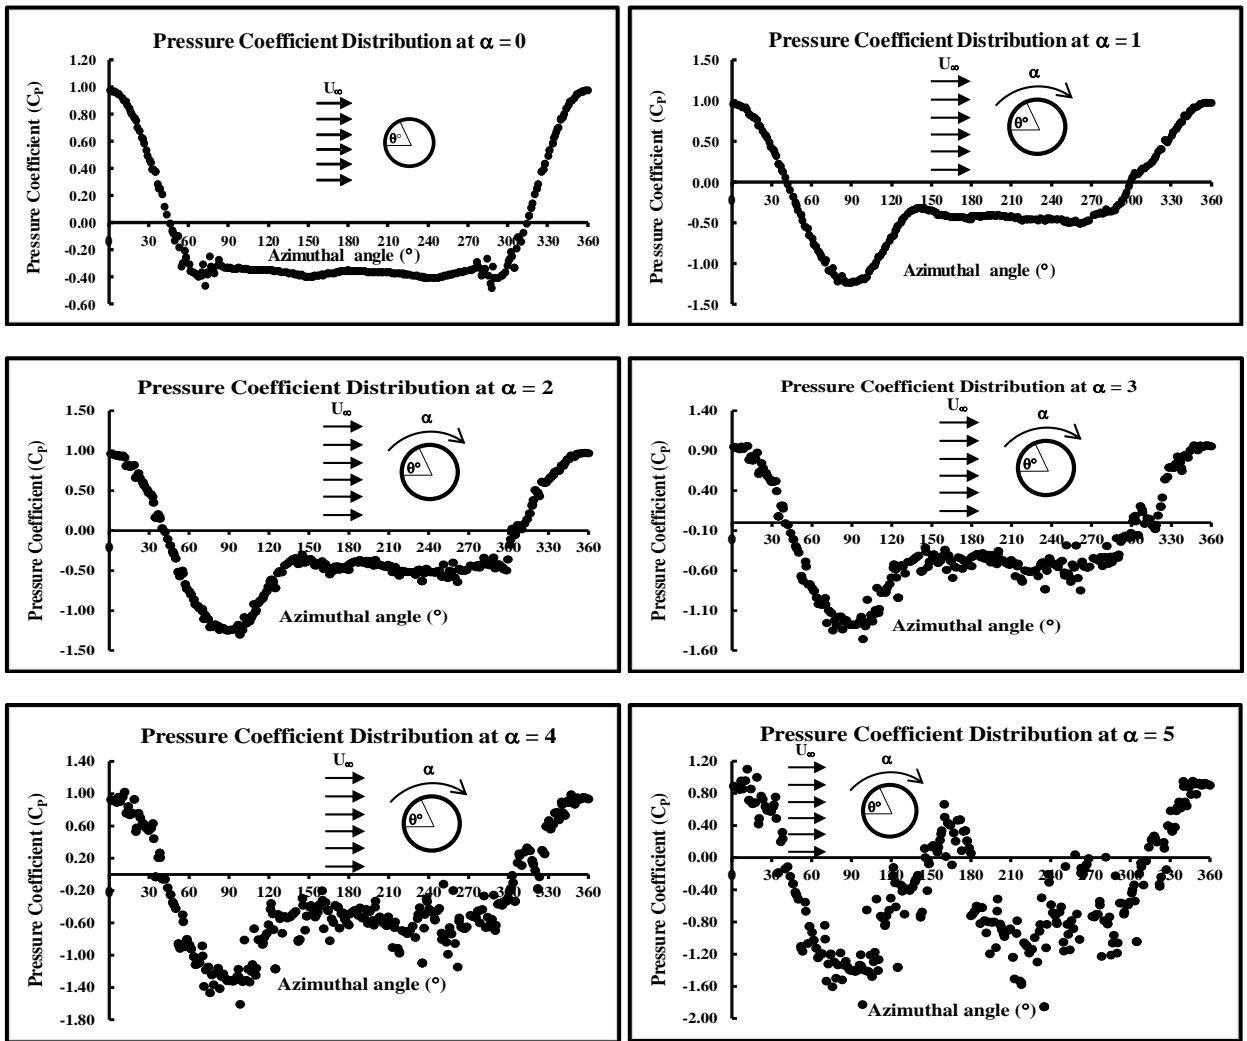 Pressure Coefficient Distribution at α = 0
Pressure Coefficient (CP)
1.20
1.00
0.80
0.60
0.40
0.20
0.00
-0.20
-0.40
-0.60
0 30 60 90 120 150 180 210 240 270 300 330 360
Azimuthal angle (°)
U∞
θ°
Pressure Coefficient Distribution at α = 1
Pressure Coefficient (CP)
1.50
1.00
0.50
0.00
-0.50
-1.00
-1.50
0 30 60 90 120 150 180 210 240 270 300 330 360
Azimuthal angle (°)
U∞
α
θ°
Pressure Coefficient Distribution at α = 2
Pressure Coefficient (CP)
1.50
1.00
0.50
0.00
-0.50
-1.00
-1.50
0 30 60 90 120 150 180 210 240 270 300 330 360
Azimuthal angle (°)
U∞
α
θ°
Pressure Coefficient Distribution at α = 3
Pressure Coefficient (CP)
1.40
0.90
0.40
-0.10
-0.60
-1.10
-1.60
0 30 60 90 120 150 180 210 240 270 300 330 360
Azimuthal angle (°)
U∞
α
θ°
Pressure Coefficient Distribution at α = 4
Pressure Coefficient (CP)
1.40
1.00
0.60
0.20
-0.20
-0.60
-1.00
-1.40
-1.80
0 30 60 90 120 150 180 210 240 270 300 330 360
Azimuthal angle (°)
U∞
α
θ°
Pressure Coefficient Distribution at α = 5
Pressure Coefficient (CP)
1.20
0.80
0.40
0.00
-0.40
-0.80
-1.20
-1.60
-2.00
0 30 60 90 120 150 180 210 240 270 300 330 360
Azimuthal angle (°)
U∞
α
θ°